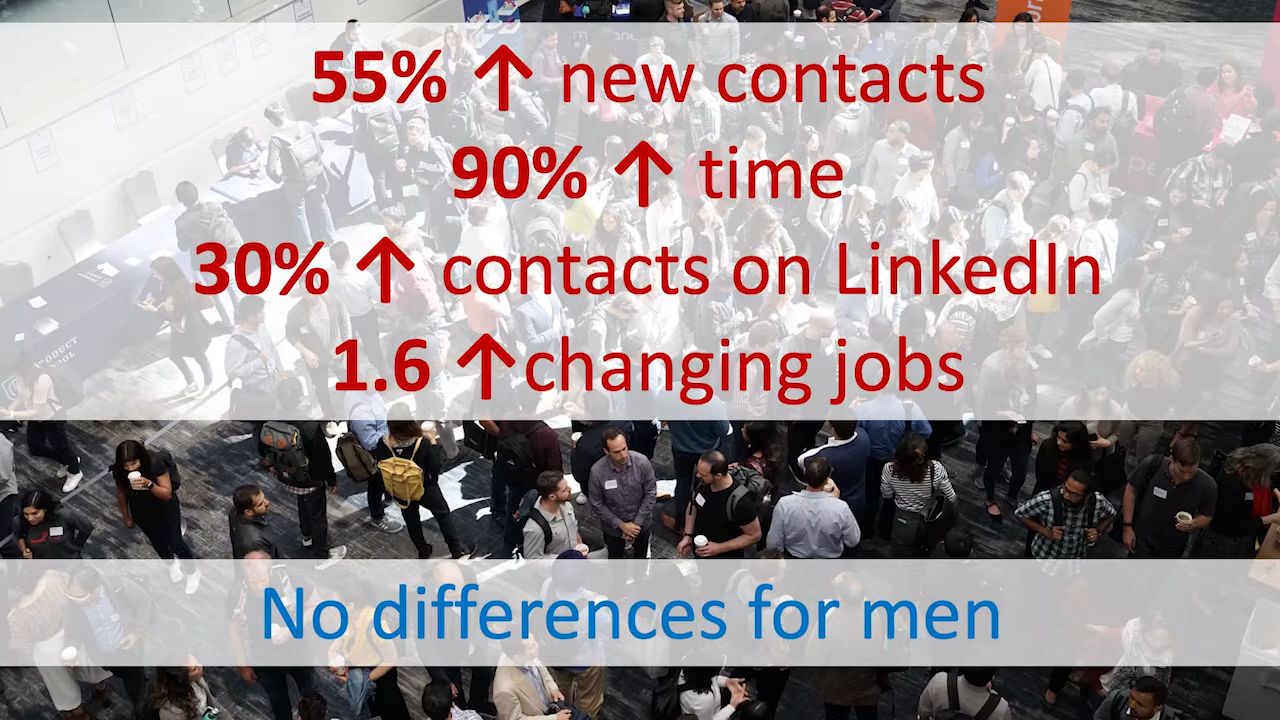 55% ↑ new contacts
90% ↑ time
30% ↑ contacts on LinkedIn
1.6 ↑changing jobs
No differences for men